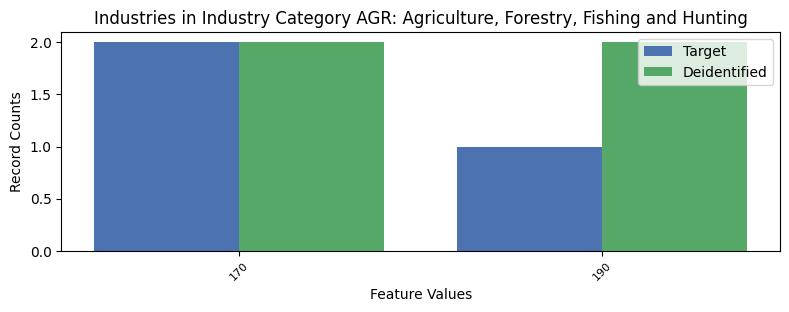 Industries in Industry Category AGR: Agriculture, Forestry, Fishing and Hunting
Target
Deidentified
Record Counts
2.0
1.5
1.0
0.5
0.0
170
190
Feature Values